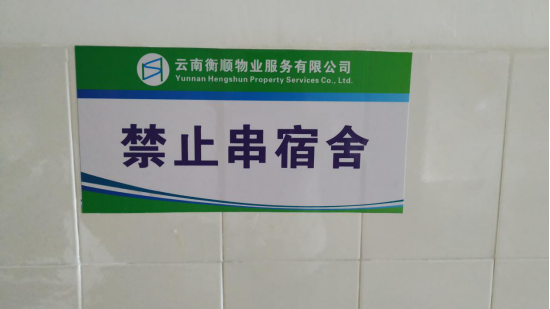 云南衡顺物业服务有限公司
Yunnan Hengshun Property Services Co., Ltd.
禁止串宿舍